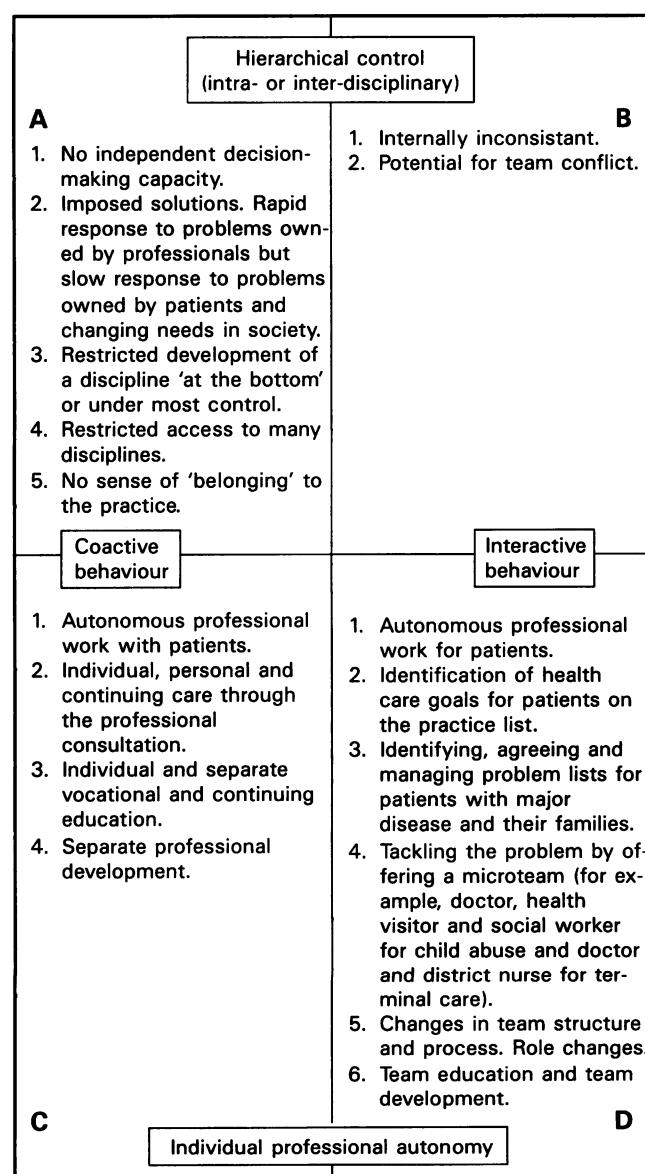 Hierarchical control
(intra- or inter-disciplinary)
A
1. No independent decision-
making capacity.
2. Imposed solutions. Rapid
response to problems own-
ed by professionals but
slow response to problems
owned by patients and
changing needs in society.
3. Restricted development of
a discipline 'at the bottom'
or under most control.
4. Restricted access to many
disciplines.
5. No sense of 'belonging' to
the practice.
B
1. Internally inconsistant.
2. Potential for team conflict.
Coactive
behaviour
Interactive
behaviour
1. Autonomous professional
work with patients.
2. Individual, personal and
continuing care through
the professional
consultation.
3. Individual and separate
vocational and continuing
education.
4. Separate professional
development.
C
1. Autonomous professional
work for patients.
2. Identification of health
care goals for patients on
the practice list.
3. Identifying, agreeing and
managing problem lists for
patients with major
disease and their families.
4. Tackling the problem by of-
fering a microteam (for ex-
ample, doctor, health
visitor and social worker
for child abuse and doctor
and district nurse for ter-
minal care).
5. Changes in team structure
and process. Role changes.
6. Team education and team
development.
D
Individual professional autonomy